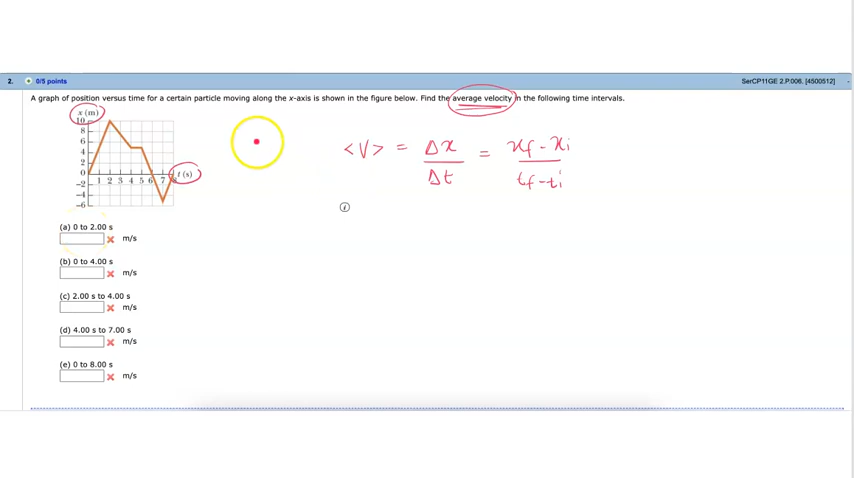 2. 0/5 points SerCP11GE 2.P.006. [4500512] -
A graph of position versus time for a certain particle moving along the x-axis is shown in the figure below. Find the average velocity in the following time intervals.
x (m)
10
8
6
4
2
0
−2
−4
−6
1 2 3 4 5 6 7 8
t (s)
<V> = Δx / Δt = xf - xi / tf - ti
i
(a) 0 to 2.00 s
m/s
(b) 0 to 4.00 s
m/s
(c) 2.00 s to 4.00 s
m/s
(d) 4.00 s to 7.00 s
m/s
(e) 0 to 8.00 s
m/s